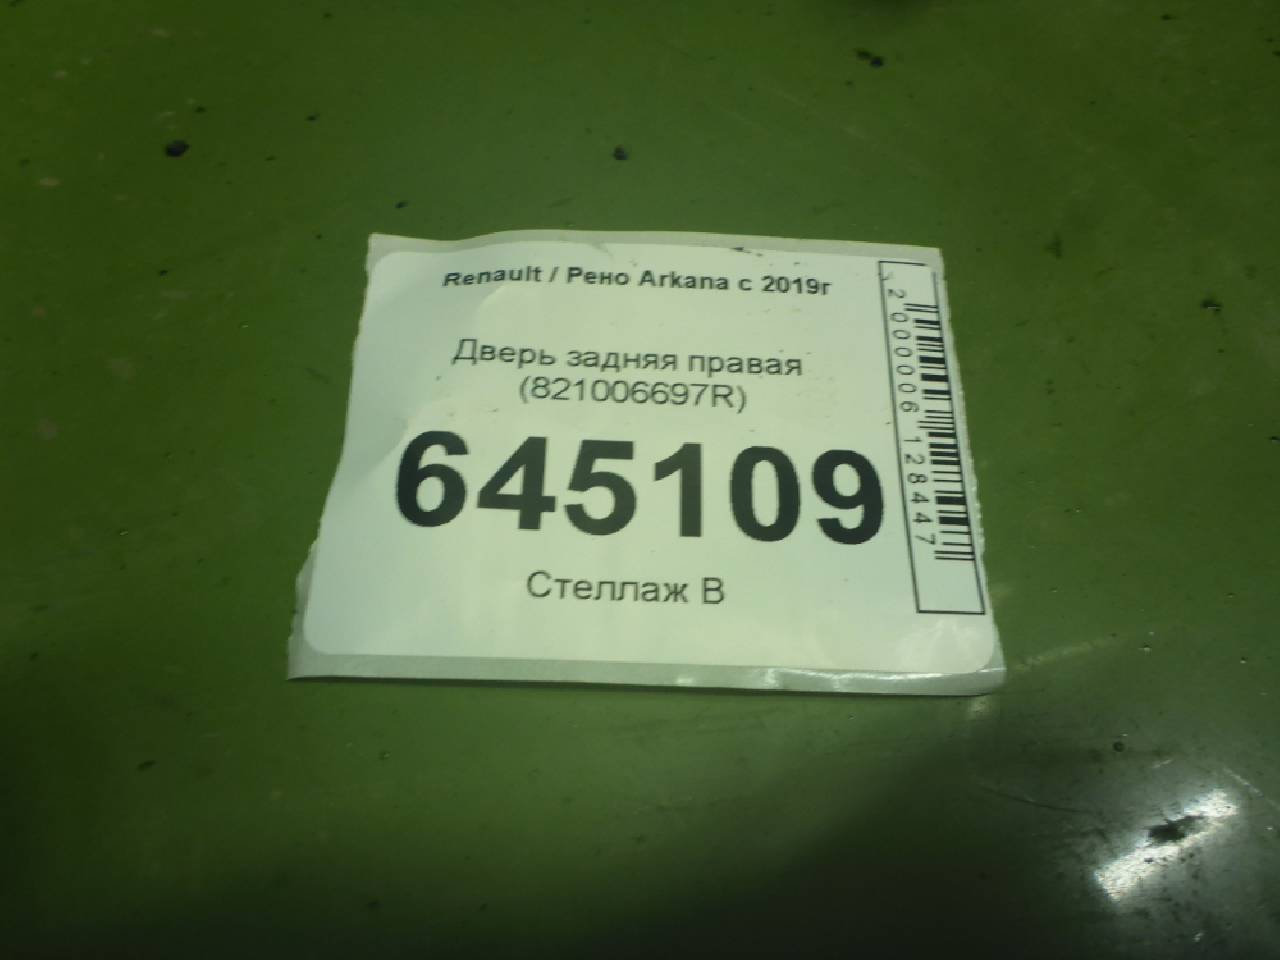 Renault / Рено Arkana с 2019г
Дверь задняя правая
(821006697R)
645109
Стеллаж В
2000006128447